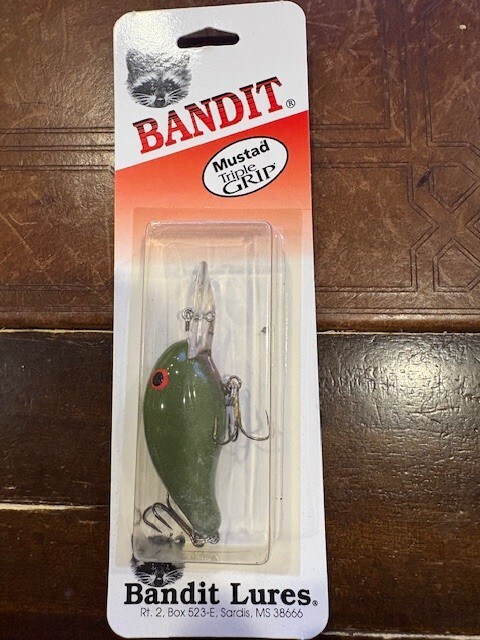 BANDIT®
Mustad
Triple
GRIP
Bandit Lures®
Rt. 2, Box 523-E, Sardis, MS 38666